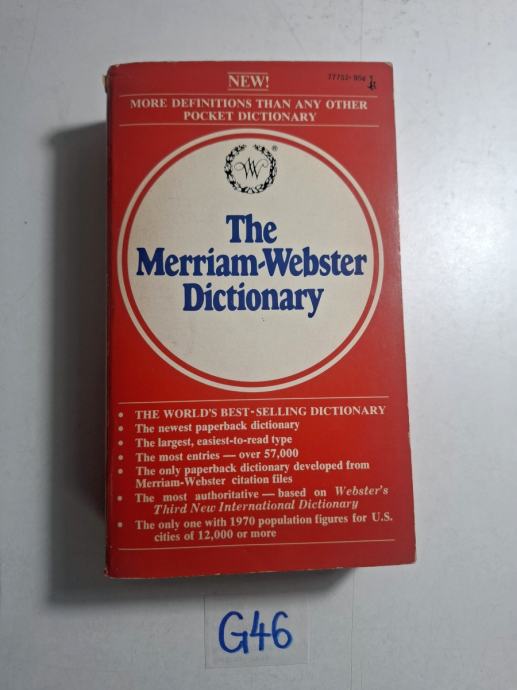 NEW!
77752-95¢
MORE DEFINITIONS THAN ANY OTHER
POCKET DICTIONARY
W
®
The
Merriam-Webster
Dictionary
• THE WORLD'S BEST-SELLING DICTIONARY
• The newest paperback dictionary
• The largest, easiest-to-read type
• The most entries — over 57,000
• The only paperback dictionary developed from
Merriam-Webster citation files
• The most authoritative — based on Webster's
Third New International Dictionary
• The only one with 1970 population figures for U.S.
cities of 12,000 or more
G46